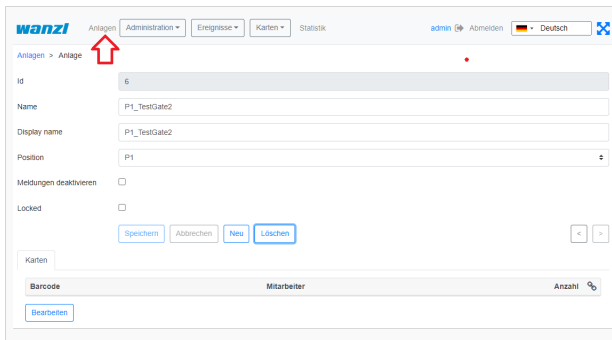 wanzl Anlagen Administration Ereignisse Karten Statistik admin Abmelden Deutsch
Anlagen > Anlage
Id 6
Name P1_TestGate2
Display name P1_TestGate2
Position P1
Meldungen deaktivieren
Locked
Speichern Abbrechen Neu Löschen < >
Karten
Barcode Mitarbeiter Anzahl
Bearbeiten